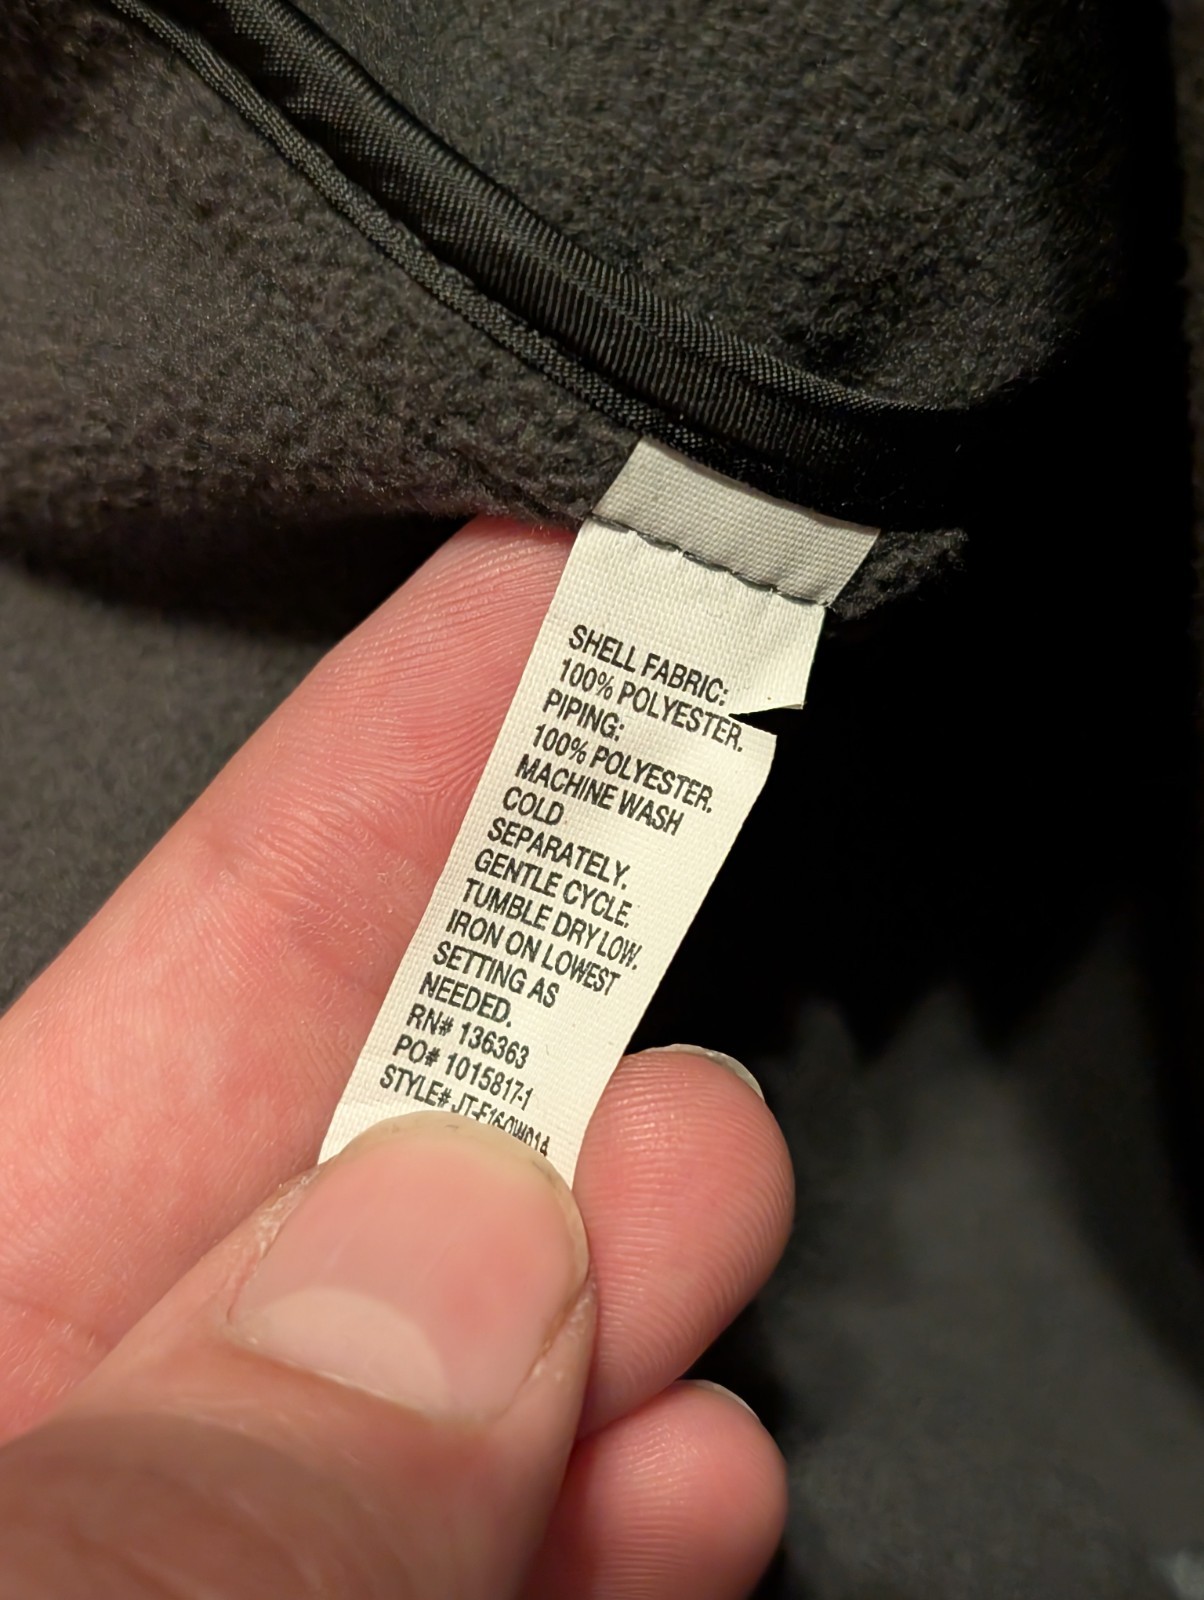 SHELL FABRIC:
100% POLYESTER.
PIPING:
100% POLYESTER.
MACHINE WASH
COLD
SEPARATELY.
GENTLE CYCLE.
TUMBLE DRY LOW.
IRON ON LOWEST
SETTING AS
NEEDED.
RN# 136363
PO# 1015817-1
STYLE#